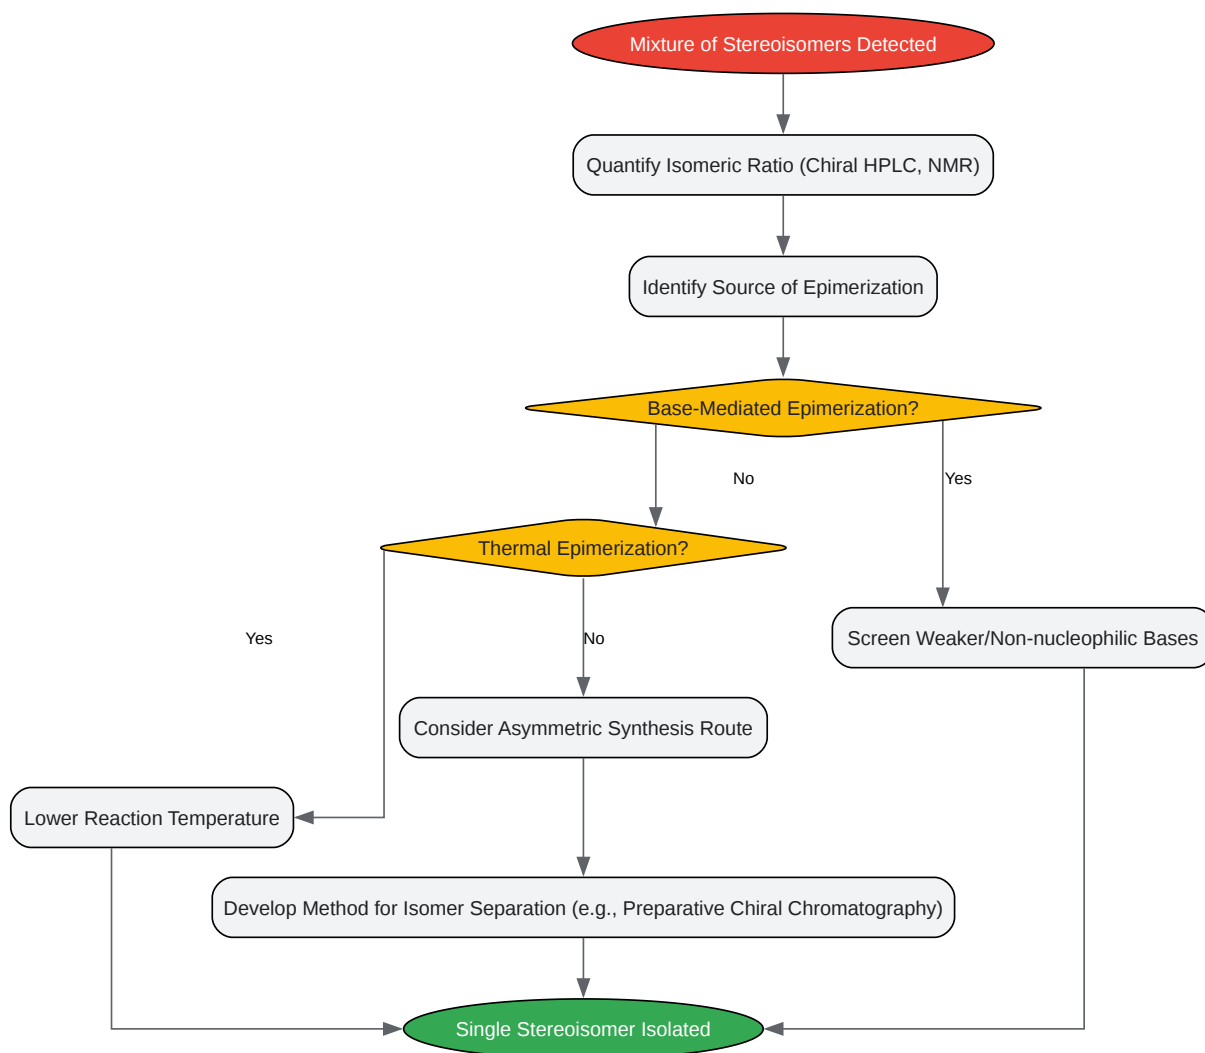 Mixture of Stereoisomers Detected
Quantify Isomeric Ratio (Chiral HPLC, NMR)
Identify Source of Epimerization
Base-Mediated Epimerization?
No
Yes
Thermal Epimerization?
Yes
No
Screen Weaker/Non-nucleophilic Bases
Consider Asymmetric Synthesis Route
Lower Reaction Temperature
Develop Method for Isomer Separation (e.g., Preparative Chiral Chromatography)
Single Stereoisomer Isolated